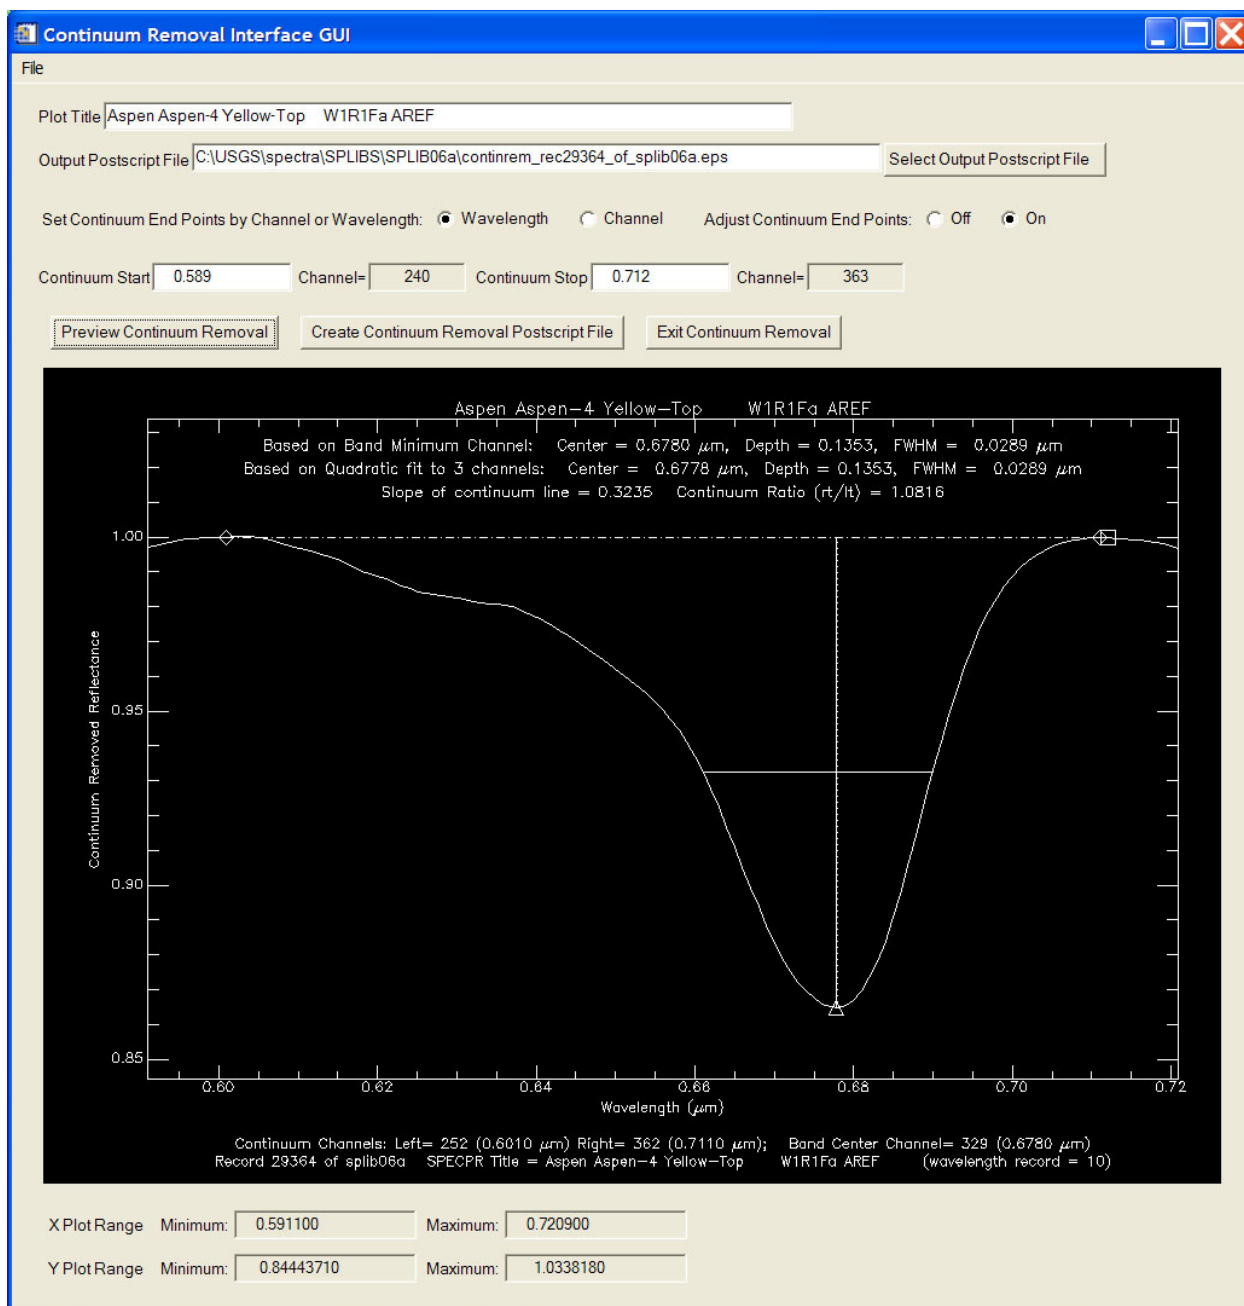 Continuum Removal Interface GUI
File
Plot Title Aspen Aspen-4 Yellow-Top W1R1Fa AREF
Output Postscript File C:\USGS\spectra\SPLIBS\SPLIB06a\continrem_rec29364_of_splib06a.eps Select Output Postscript File
Set Continuum End Points by Channel or Wavelength: Wavelength Channel Adjust Continuum End Points: Off On
Continuum Start 0.589 Channel= 240 Continuum Stop 0.712 Channel= 363
Preview Continuum Removal Create Continuum Removal Postscript File Exit Continuum Removal
Aspen Aspen-4 Yellow-Top W1R1Fa AREF
Based on Band Minimum Channel: Center = 0.6780 μm, Depth = 0.1353, FWHM = 0.0289 μm
Based on Quadratic fit to 3 channels: Center = 0.6778 μm, Depth = 0.1353, FWHM = 0.0289 μm
Slope of continuum line = 0.3235 Continuum Ratio (rt/lt) = 1.0816
1.00
0.95
0.90
0.85
Continuum Removed Reflectance
0.60 0.62 0.64 0.66 0.68 0.70 0.72
Wavelength (μm)
Continuum Channels: Left= 252 (0.6010 μm) Right= 362 (0.7110 μm); Band Center Channel= 329 (0.6780 μm)
Record 29364 of splib06a SPECPR Title = Aspen Aspen-4 Yellow-Top W1R1Fa AREF (wavelength record = 10)
X Plot Range Minimum: 0.591100 Maximum: 0.720900
Y Plot Range Minimum: 0.84443710 Maximum: 1.0338180